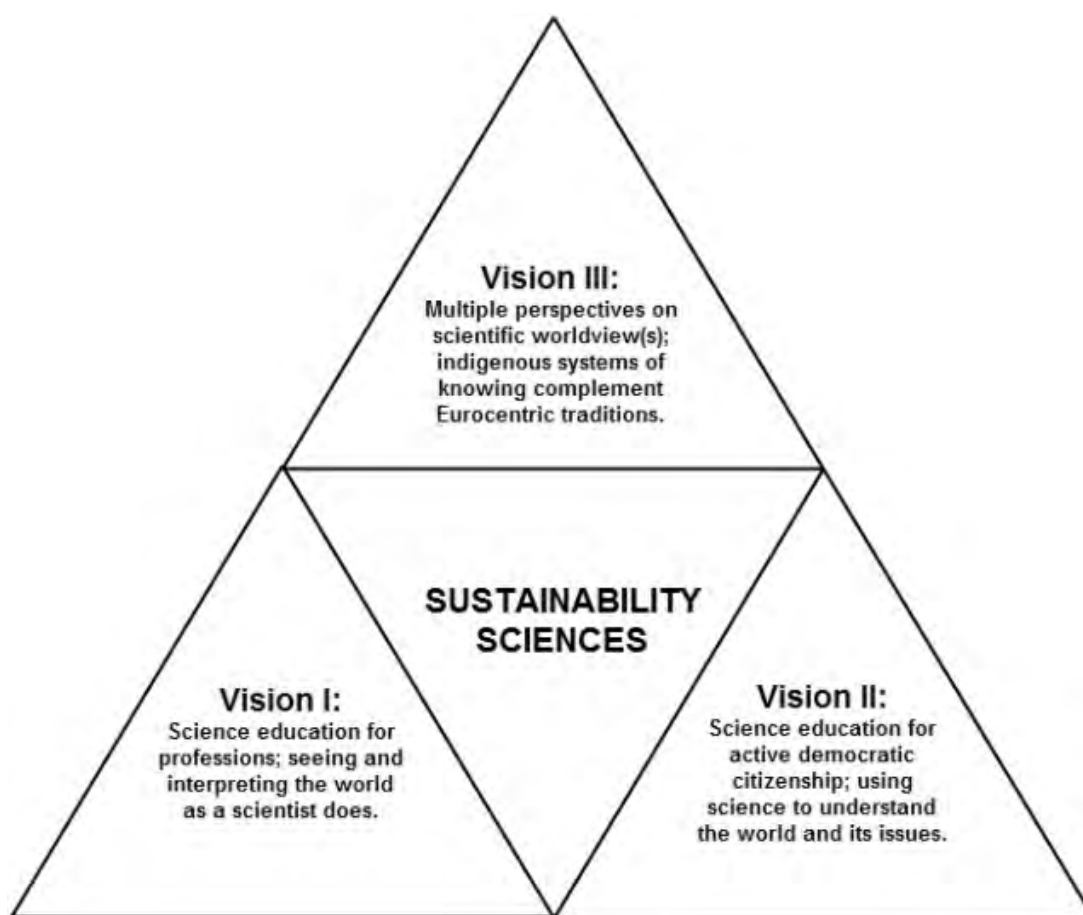 Vision III:
Multiple perspectives on
scientific worldview(s);
indigenous systems of
knowing complement
Eurocentric traditions.
SUSTAINABILITY
SCIENCES
Vision I:
Science education for
professions; seeing and
interpreting the world
as a scientist does.
Vision II:
Science education for
active democratic
citizenship; using
science to understand
the world and its issues.